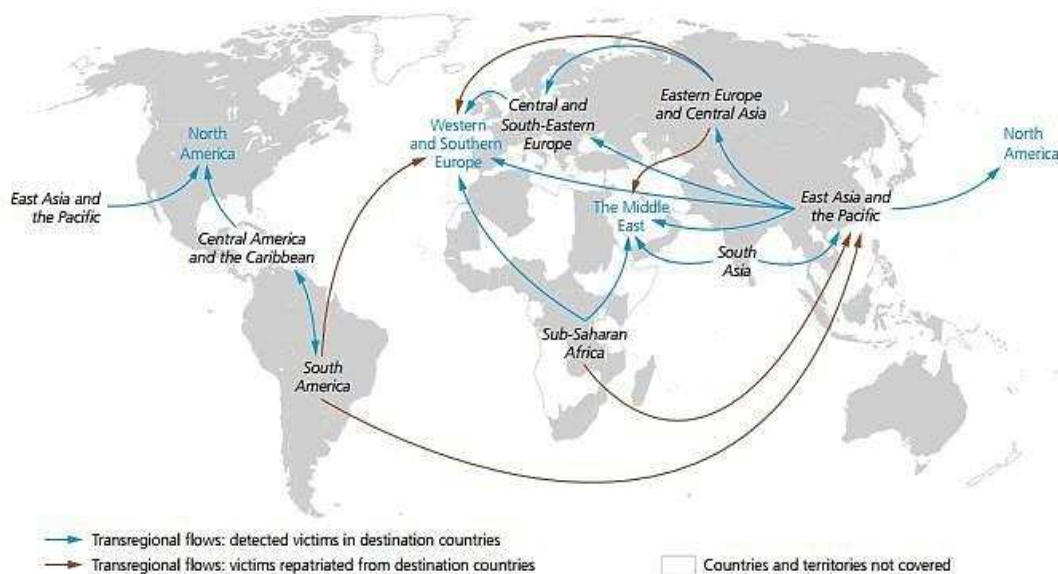 Eastern Europe
and Central Asia
Central and
South-Eastern
Europe
Western
and Southern
Europe
North
America
North
America
East Asia and
the Pacific
East Asia and
the Pacific
The Middle
East
Central America
and the Caribbean
South
Asia
Sub-Saharan
Africa
South
America
Transregional flows: detected victims in destination countries
Transregional flows: victims repatriated from destination countries
Countries and territories not covered